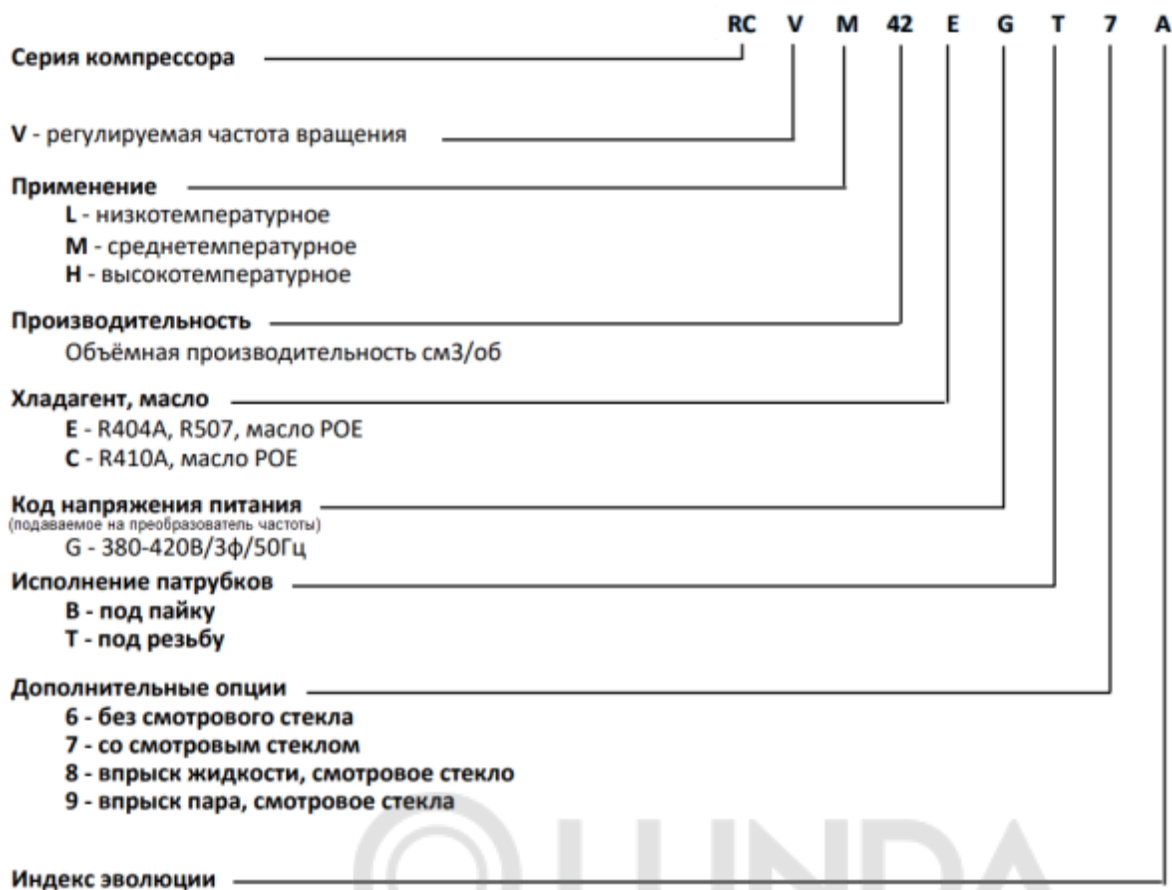 RC V M 42 E G T 7 A
Серия компрессора
V - регулируемая частота вращения
Применение
L - низкотемпературное
M - среднетемпературное
H - высокотемпературное
Производительность
Объёмная производительность см3/об
Хладагент, масло
E - R404A, R507, масло POE
C - R410A, масло POE
Код напряжения питания
(подаваемое на преобразователь частоты)
G - 380-420В/3ф/50Гц
Исполнение патрубков
B - под пайку
T - под резьбу
Дополнительные опции
6 - без смотрового стекла
7 - со смотровым стеклом
8 - впрыск жидкости, смотровое стекло
9 - впрыск пара, смотровое стекла
LUNDA
Индекс эволюции